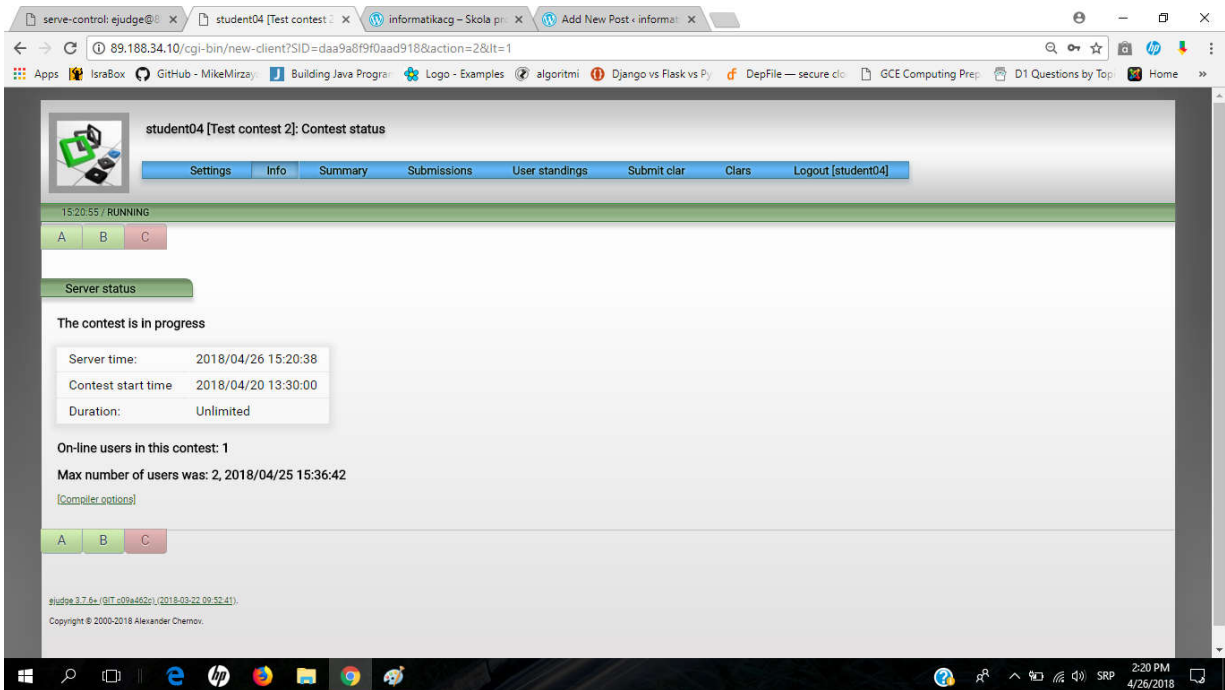 serve-control: ejudge@8
student04 [Test contest 2
informatikacg – Skola pr
Add New Post ‹ informat
89.188.34.10/cgi-bin/new-client?SID=daa9a8f9f0aad918&action=2&lt=1
Apps
IsraBox
GitHub - MikeMirzay
Building Java Progra
Logo - Examples
algoritmi
Django vs Flask vs Py
DepFile — secure clo
GCE Computing Prep
D1 Questions by Top
Home
»
student04 [Test contest 2]: Contest status
Settings Info Summary Submissions User standings Submit clar Clars Logout [student04]
15:20:55 / RUNNING
A B C
Server status
The contest is in progress
Server time: 2018/04/26 15:20:38
Contest start time 2018/04/20 13:30:00
Duration: Unlimited
On-line users in this contest: 1
Max number of users was: 2, 2018/04/25 15:36:42
[Compiler options]
A B C
ejudge 3.7.6+ (GIT c09a462c) (2018-03-22 09:52:41).
Copyright © 2000-2018 Alexander Chernov.
hp
SRP
2:20 PM
4/26/2018